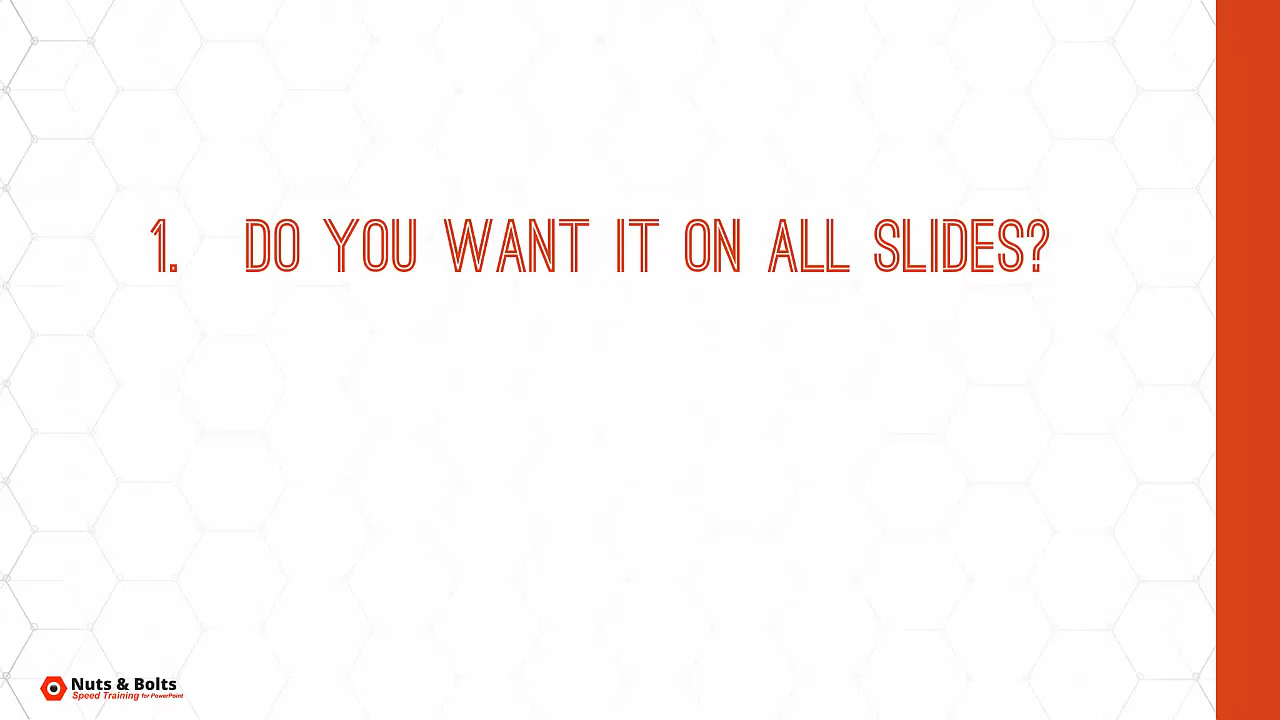 1. DO YOU WANT IT ON ALL SLIDES?
Nuts & Bolts
Speed Training for PowerPoint